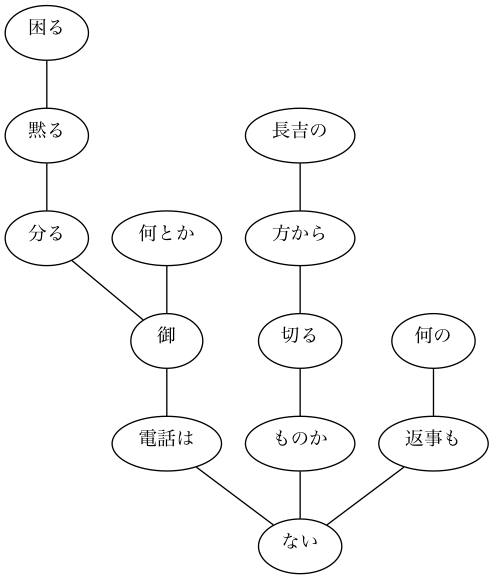 困る
黙る
長吉の
分る
何とか
方から
御
切る
何の
電話は
ものか
返事も
ない